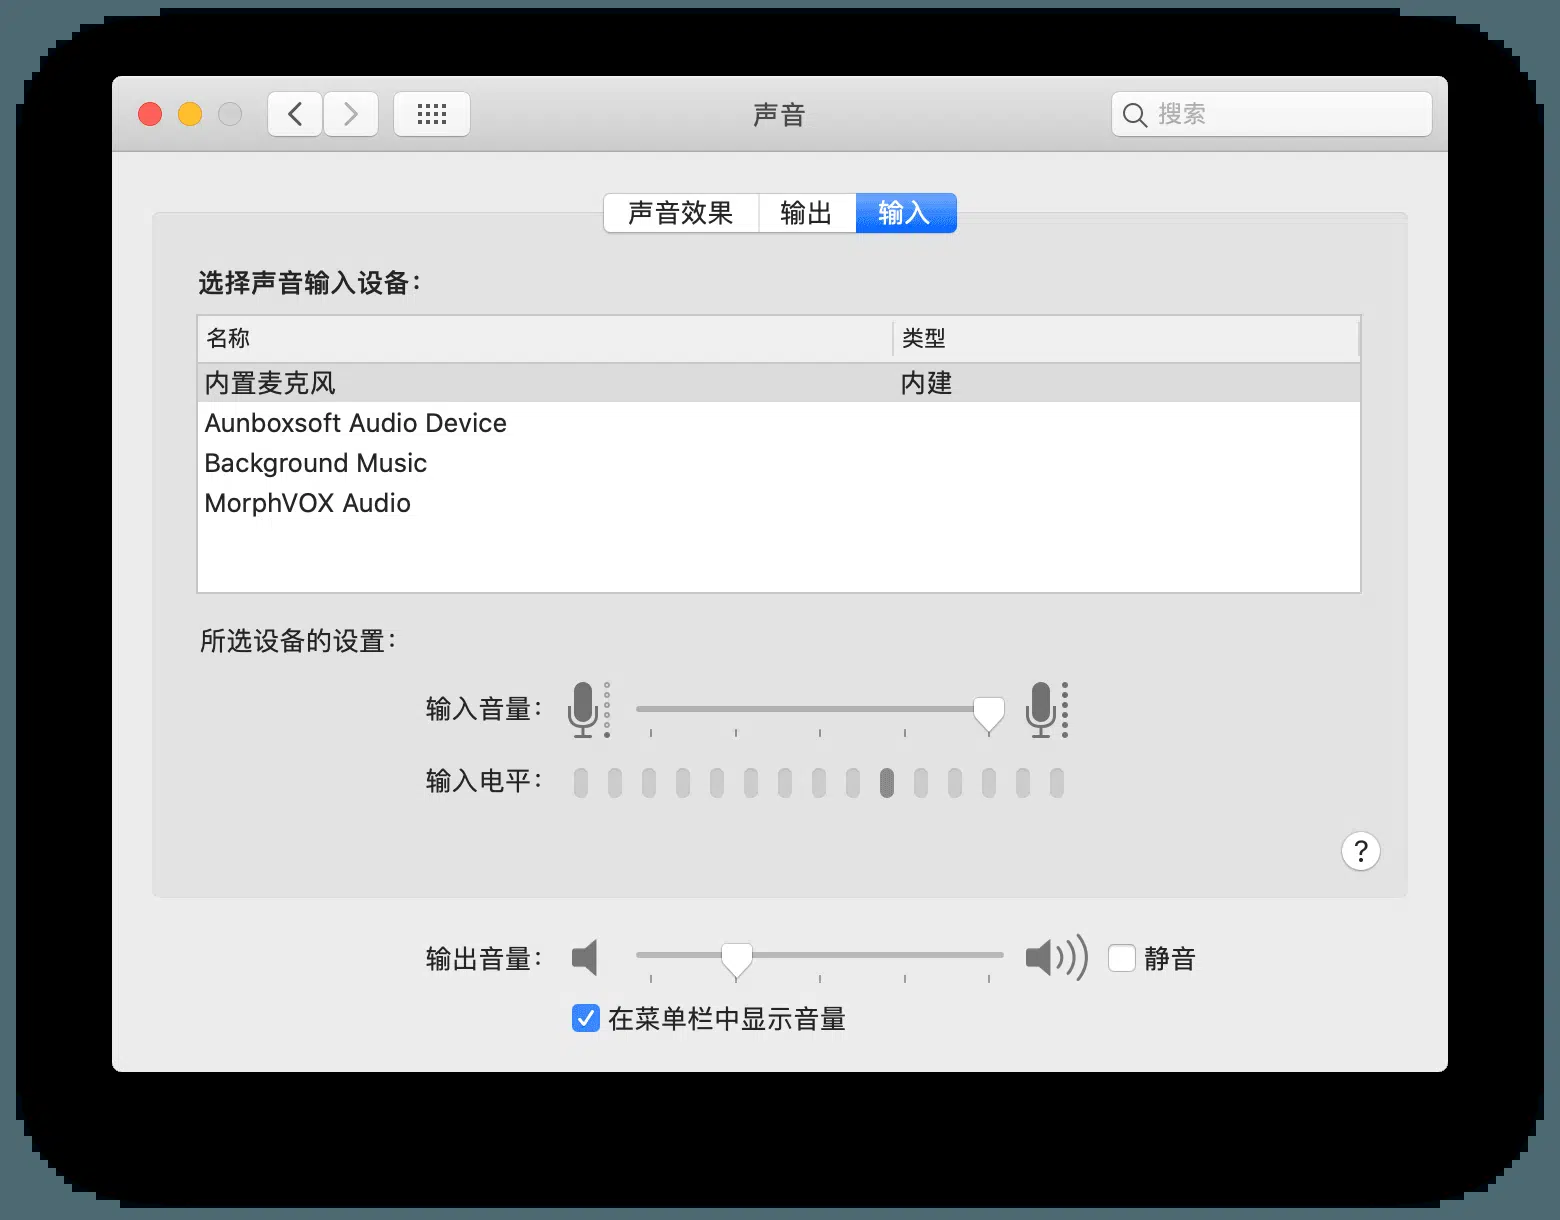 声音
搜索
声音效果 输出 输入
选择声音输入设备：
名称 类型
内置麦克风 内建
Aunboxsoft Audio Device
Background Music
MorphVOX Audio
所选设备的设置：
输入音量：
输入电平：
?
输出音量： 静音
在菜单栏中显示音量